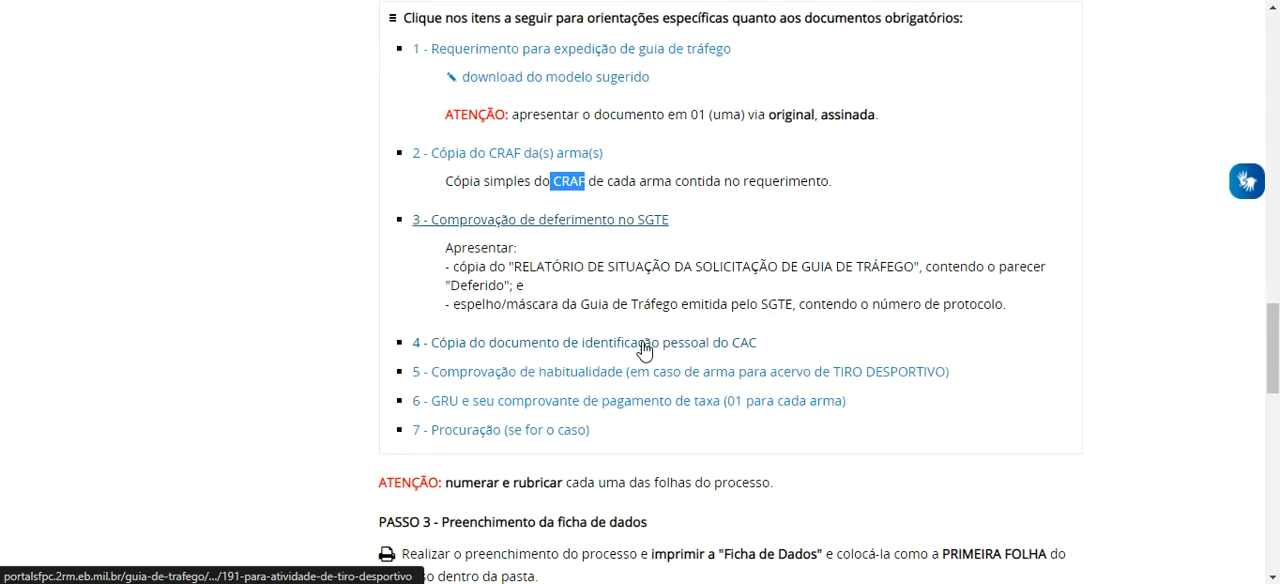 Clique nos itens a seguir para orientações específicas quanto aos documentos obrigatórios:
1 - Requerimento para expedição de guia de tráfego
download do modelo sugerido
ATENÇÃO: apresentar o documento em 01 (uma) via original, assinada.
2 - Cópia do CRAF da(s) arma(s)
Cópia simples do CRAF de cada arma contida no requerimento.
3 - Comprovação de deferimento no SGTE
Apresentar:
- cópia do "RELATÓRIO DE SITUAÇÃO DA SOLICITAÇÃO DE GUIA DE TRÁFEGO", contendo o parecer
"Deferido"; e
- espelho/máscara da Guia de Tráfego emitida pelo SGTE, contendo o número de protocolo.
4 - Cópia do documento de identificação pessoal do CAC
5 - Comprovação de habitualidade (em caso de arma para acervo de TIRO DESPORTIVO)
6 - GRU e seu comprovante de pagamento de taxa (01 para cada arma)
7 - Procuração (se for o caso)
ATENÇÃO: numerar e rubricar cada uma das folhas do processo.
PASSO 3 - Preenchimento da ficha de dados
Realizar o preenchimento do processo e imprimir a "Ficha de Dados" e colocá-la como a PRIMEIRA FOLHA do
so dentro da pasta.
portalsfpc.2rm.eb.mil.br/guia-de-trafego/.../191-para-atividade-de-tiro-desportivo